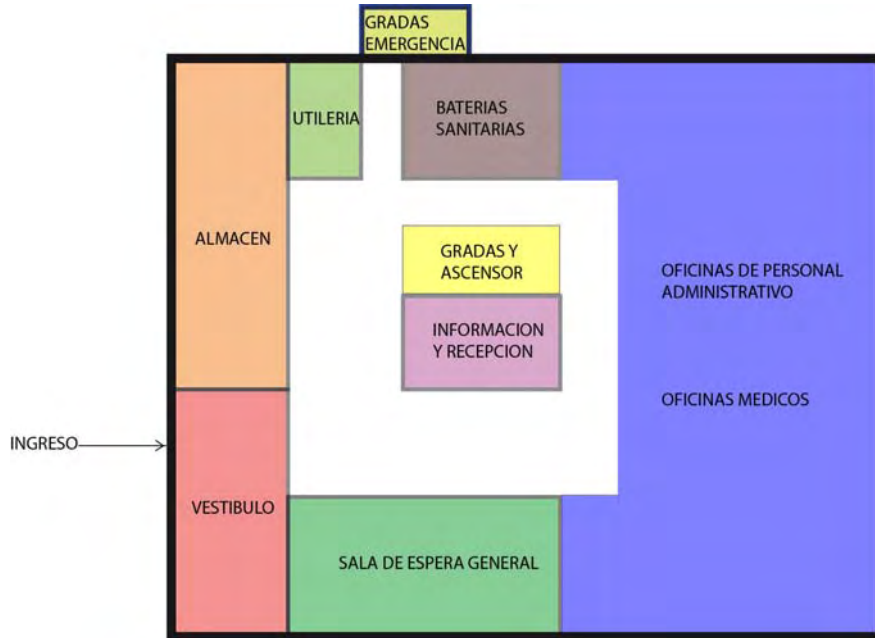 GRADAS
EMERGENCIA
UTILERIA
BATERIAS
SANITARIAS
ALMACEN
GRADAS Y
ASCENSOR
OFICINAS DE PERSONAL
ADMINISTRATIVO
INFORMACION
Y RECEPCION
OFICINAS MEDICOS
INGRESO
VESTIBULO
SALA DE ESPERA GENERAL